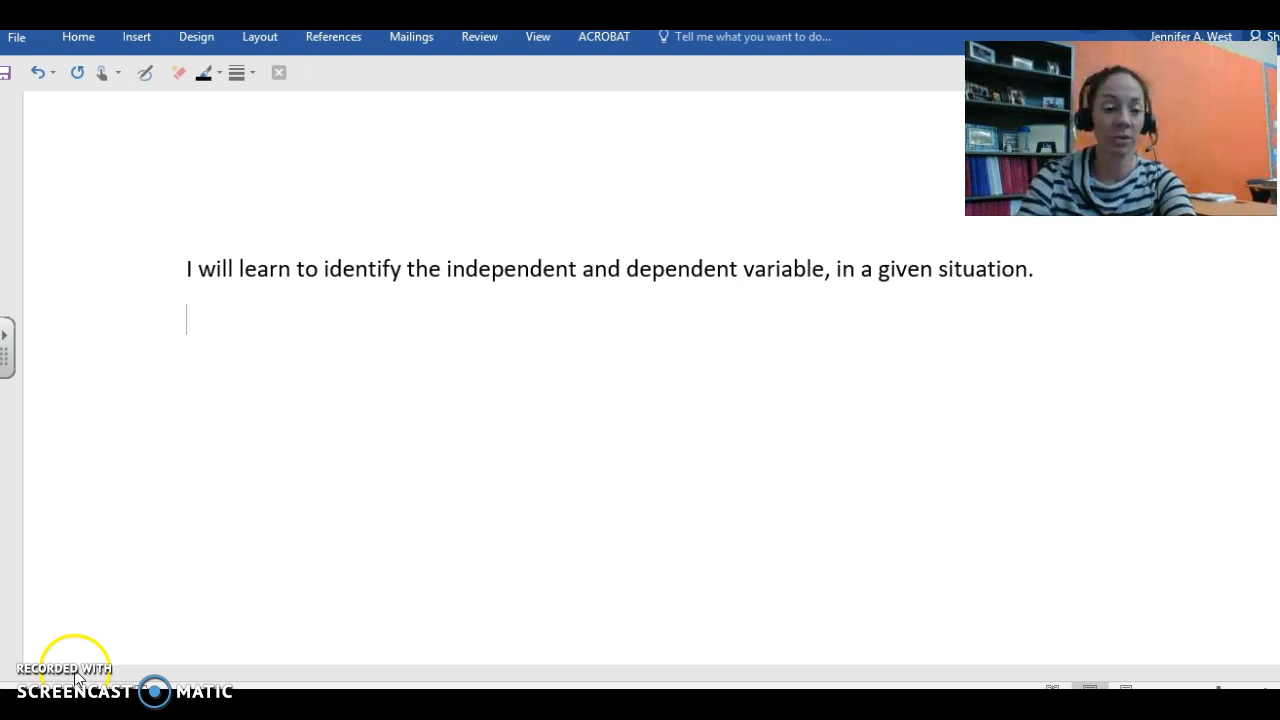 File Home Insert Design Layout References Mailings Review View ACROBAT Tell me what you want to do... Jennifer A. West Sh
I will learn to identify the independent and dependent variable, in a given situation.
RECORDED WITH
SCREENCAST MATIC